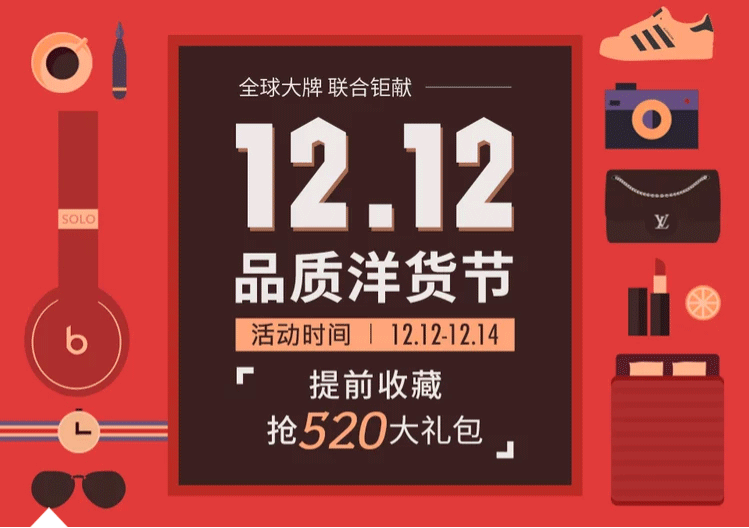 全球大牌 联合钜献
12.12
品质洋货节
活动时间 | 12.12-12.14
提前收藏
抢520大礼包
SOLO
b
LV